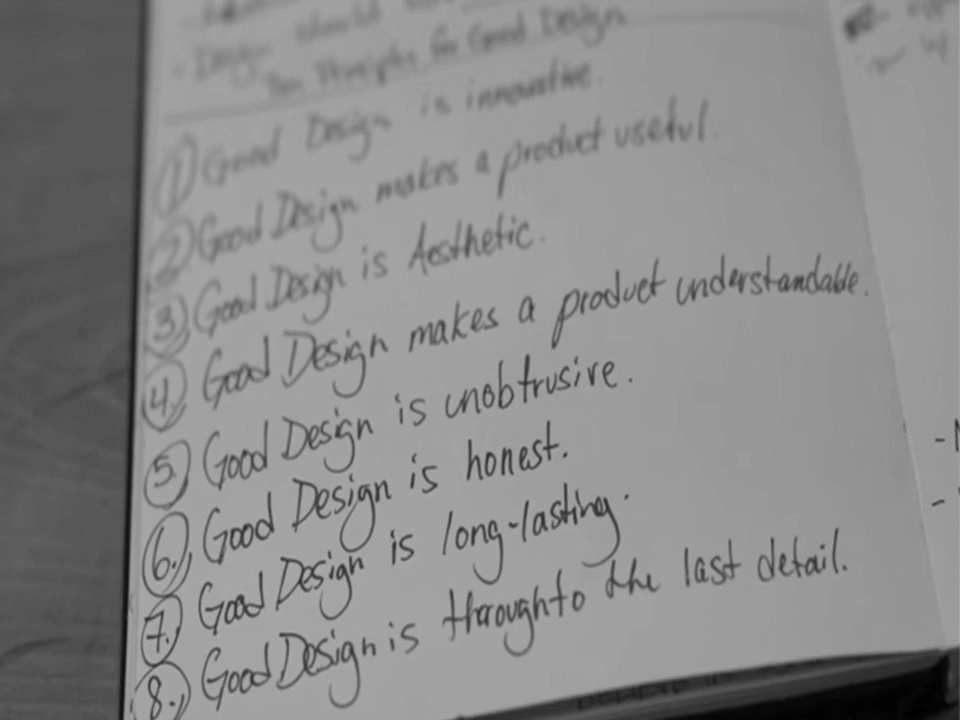 - Design should
Ten Principles for Good Design
① Good Design is innovative.
② Good Design makes a product useful.
③ Good Design is Aesthetic.
④ Good Design makes a product understandable.
⑤ Good Design is unobtrusive.
⑥. Good Design is honest.
⑦. Good Design is long-lasting.
⑧. Good Design is throughto the last detail.